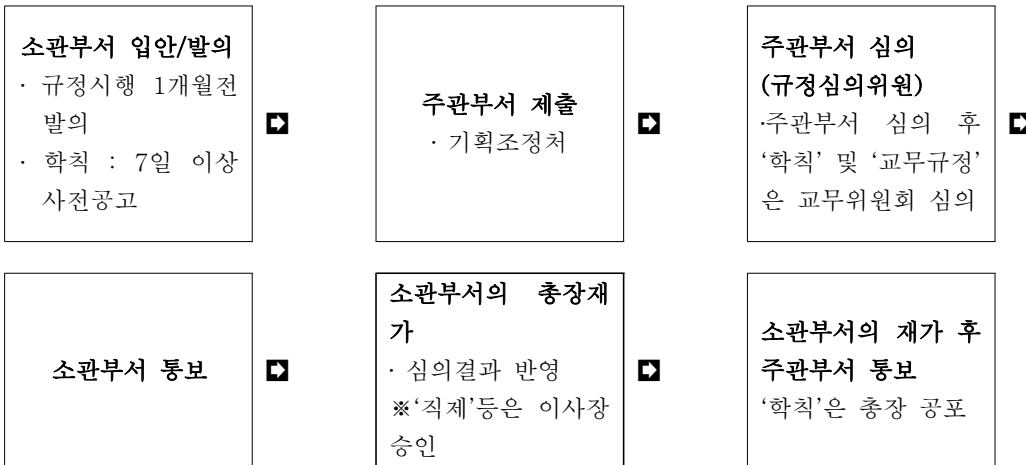 소관부서 입안/발의
· 규정시행 1개월전
발의
· 학칙 : 7일 이상
사전공고
주관부서 제출
· 기획조정처
주관부서 심의
(규정심의위원)
·주관부서 심의 후
‘학칙’ 및 ‘교무규정’
은 교무위원회 심의
소관부서 통보
소관부서의 총장재
가
· 심의결과 반영
※‘직제’등은 이사장
승인
소관부서의 재가 후
주관부서 통보
‘학칙’은 총장 공포